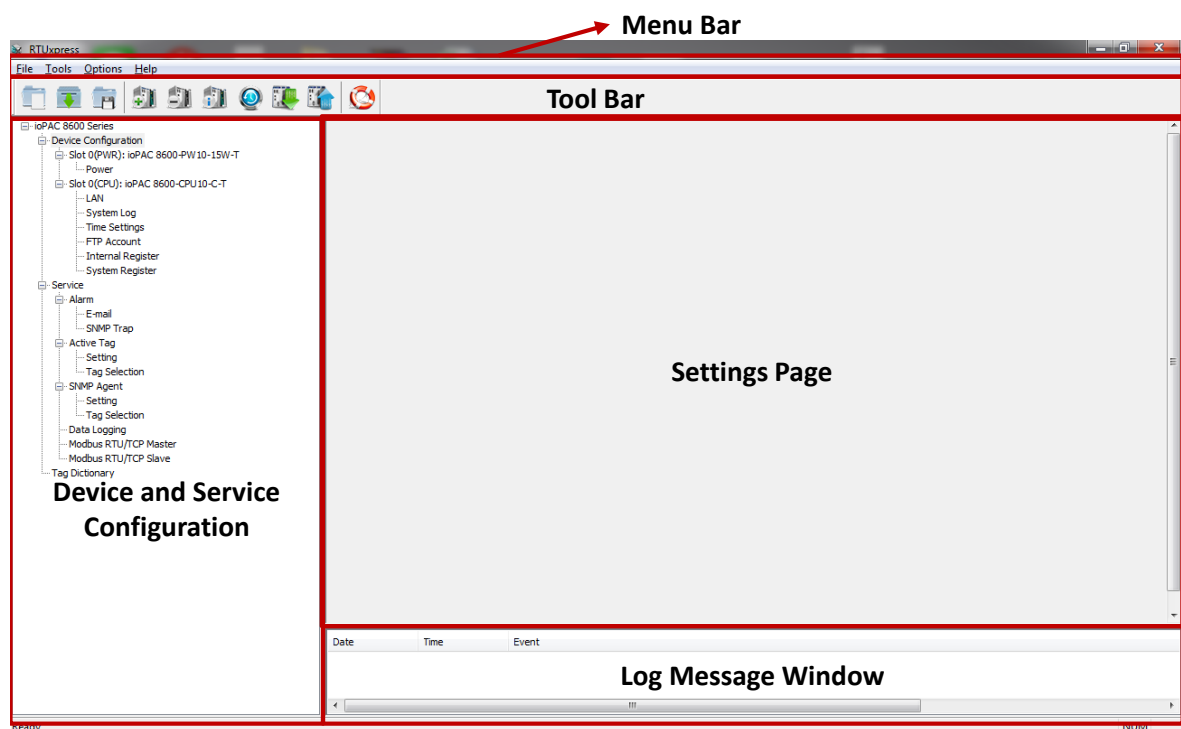 Menu Bar
RTUxpress
File Tools Options Help
Tool Bar
ioPAC 8600 Series
Device Configuration
Slot 0(PWR): ioPAC 8600-PW10-15W-T
Power
Slot 0(CPU): ioPAC 8600-CPU10-C-T
LAN
System Log
Time Settings
FTP Account
Internal Register
System Register
Service
Alarm
E-mail
SNMP Trap
Active Tag
Setting
Tag Selection
SNMP Agent
Setting
Tag Selection
Data Logging
Modbus RTU/TCP Master
Modbus RTU/TCP Slave
Tag Dictionary
Device and Service
Configuration
Settings Page
Date Time Event
Log Message Window
Ready NUM